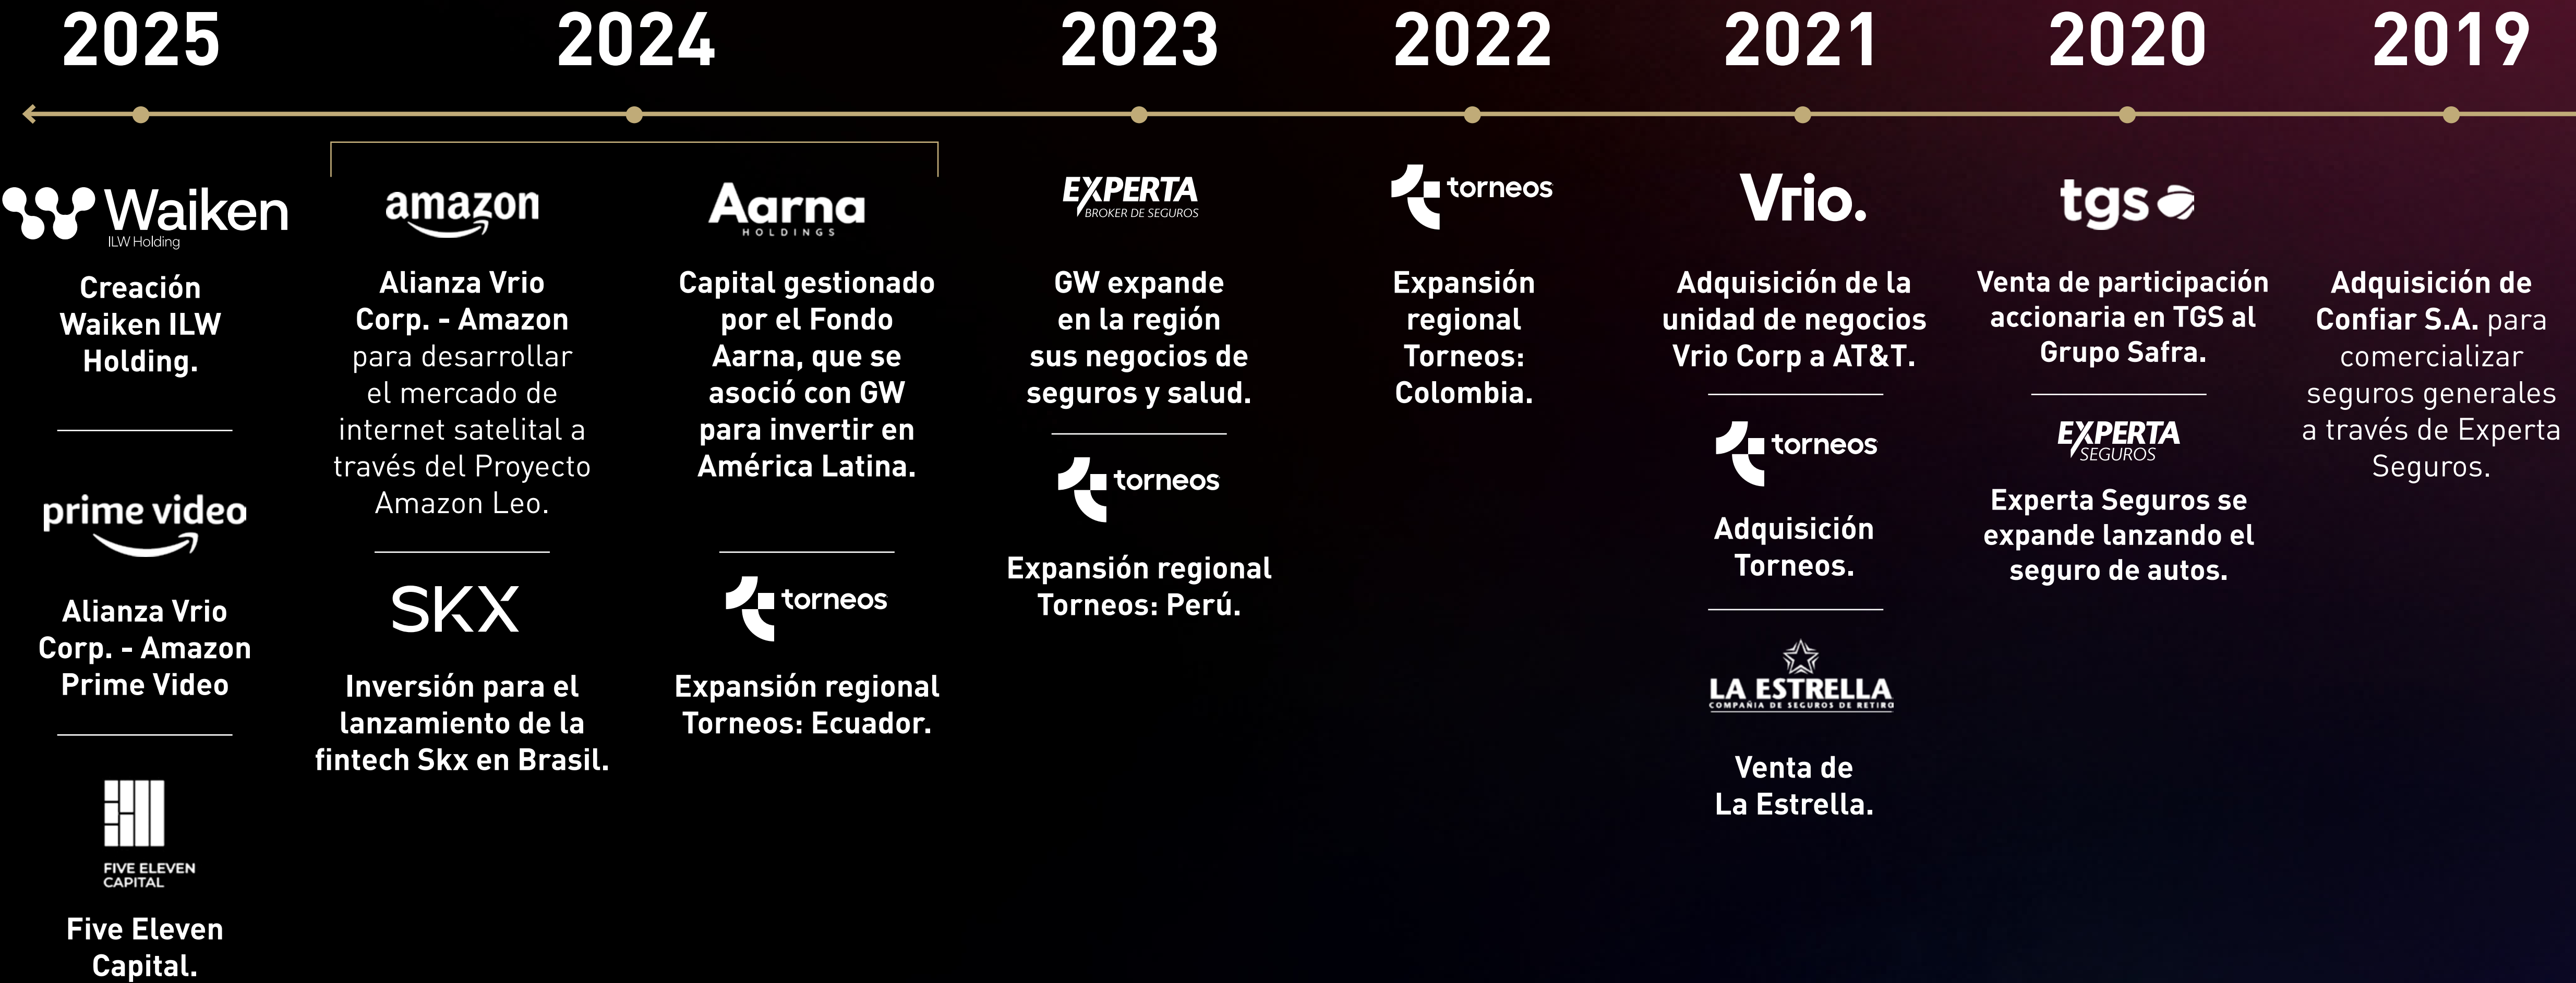 2025
2024
2023
2022
2021
2020
2019
Waiken
ILW Holding
Creación
Waiken ILW
Holding.
prime video
Alianza Vrio
Corp. - Amazon
Prime Video
FIVE ELEVEN
CAPITAL
Five Eleven
Capital.
amazon
Alianza Vrio
Corp. - Amazon
para desarrollar
el mercado de
internet satelital a
través del Proyecto
Amazon Leo.
SKX
Inversión para el
lanzamiento de la
fintech Skx en Brasil.
Aarna
HOLDINGS
Capital gestionado
por el Fondo
Aarna, que se
asoció con GW
para invertir en
América Latina.
torneos
Expansión regional
Torneos: Ecuador.
EXPERTA
BROKER DE SEGUROS
GW expande
en la región
sus negocios de
seguros y salud.
torneos
Expansión regional
Torneos: Perú.
torneos
Expansión
regional
Torneos:
Colombia.
Vrio.
Adquisición de la
unidad de negocios
Vrio Corp a AT&T.
torneos
Adquisición
Torneos.
LA ESTRELLA
COMPAÑIA DE SEGUROS DE RETIRO
Venta de
La Estrella.
tgs
Venta de participación
accionaria en TGS al
Grupo Safra.
EXPERTA
SEGUROS
Experta Seguros se
expande lanzando el
seguro de autos.
Adquisición de
Confiar S.A. para
comercializar
seguros generales
a través de Experta
Seguros.